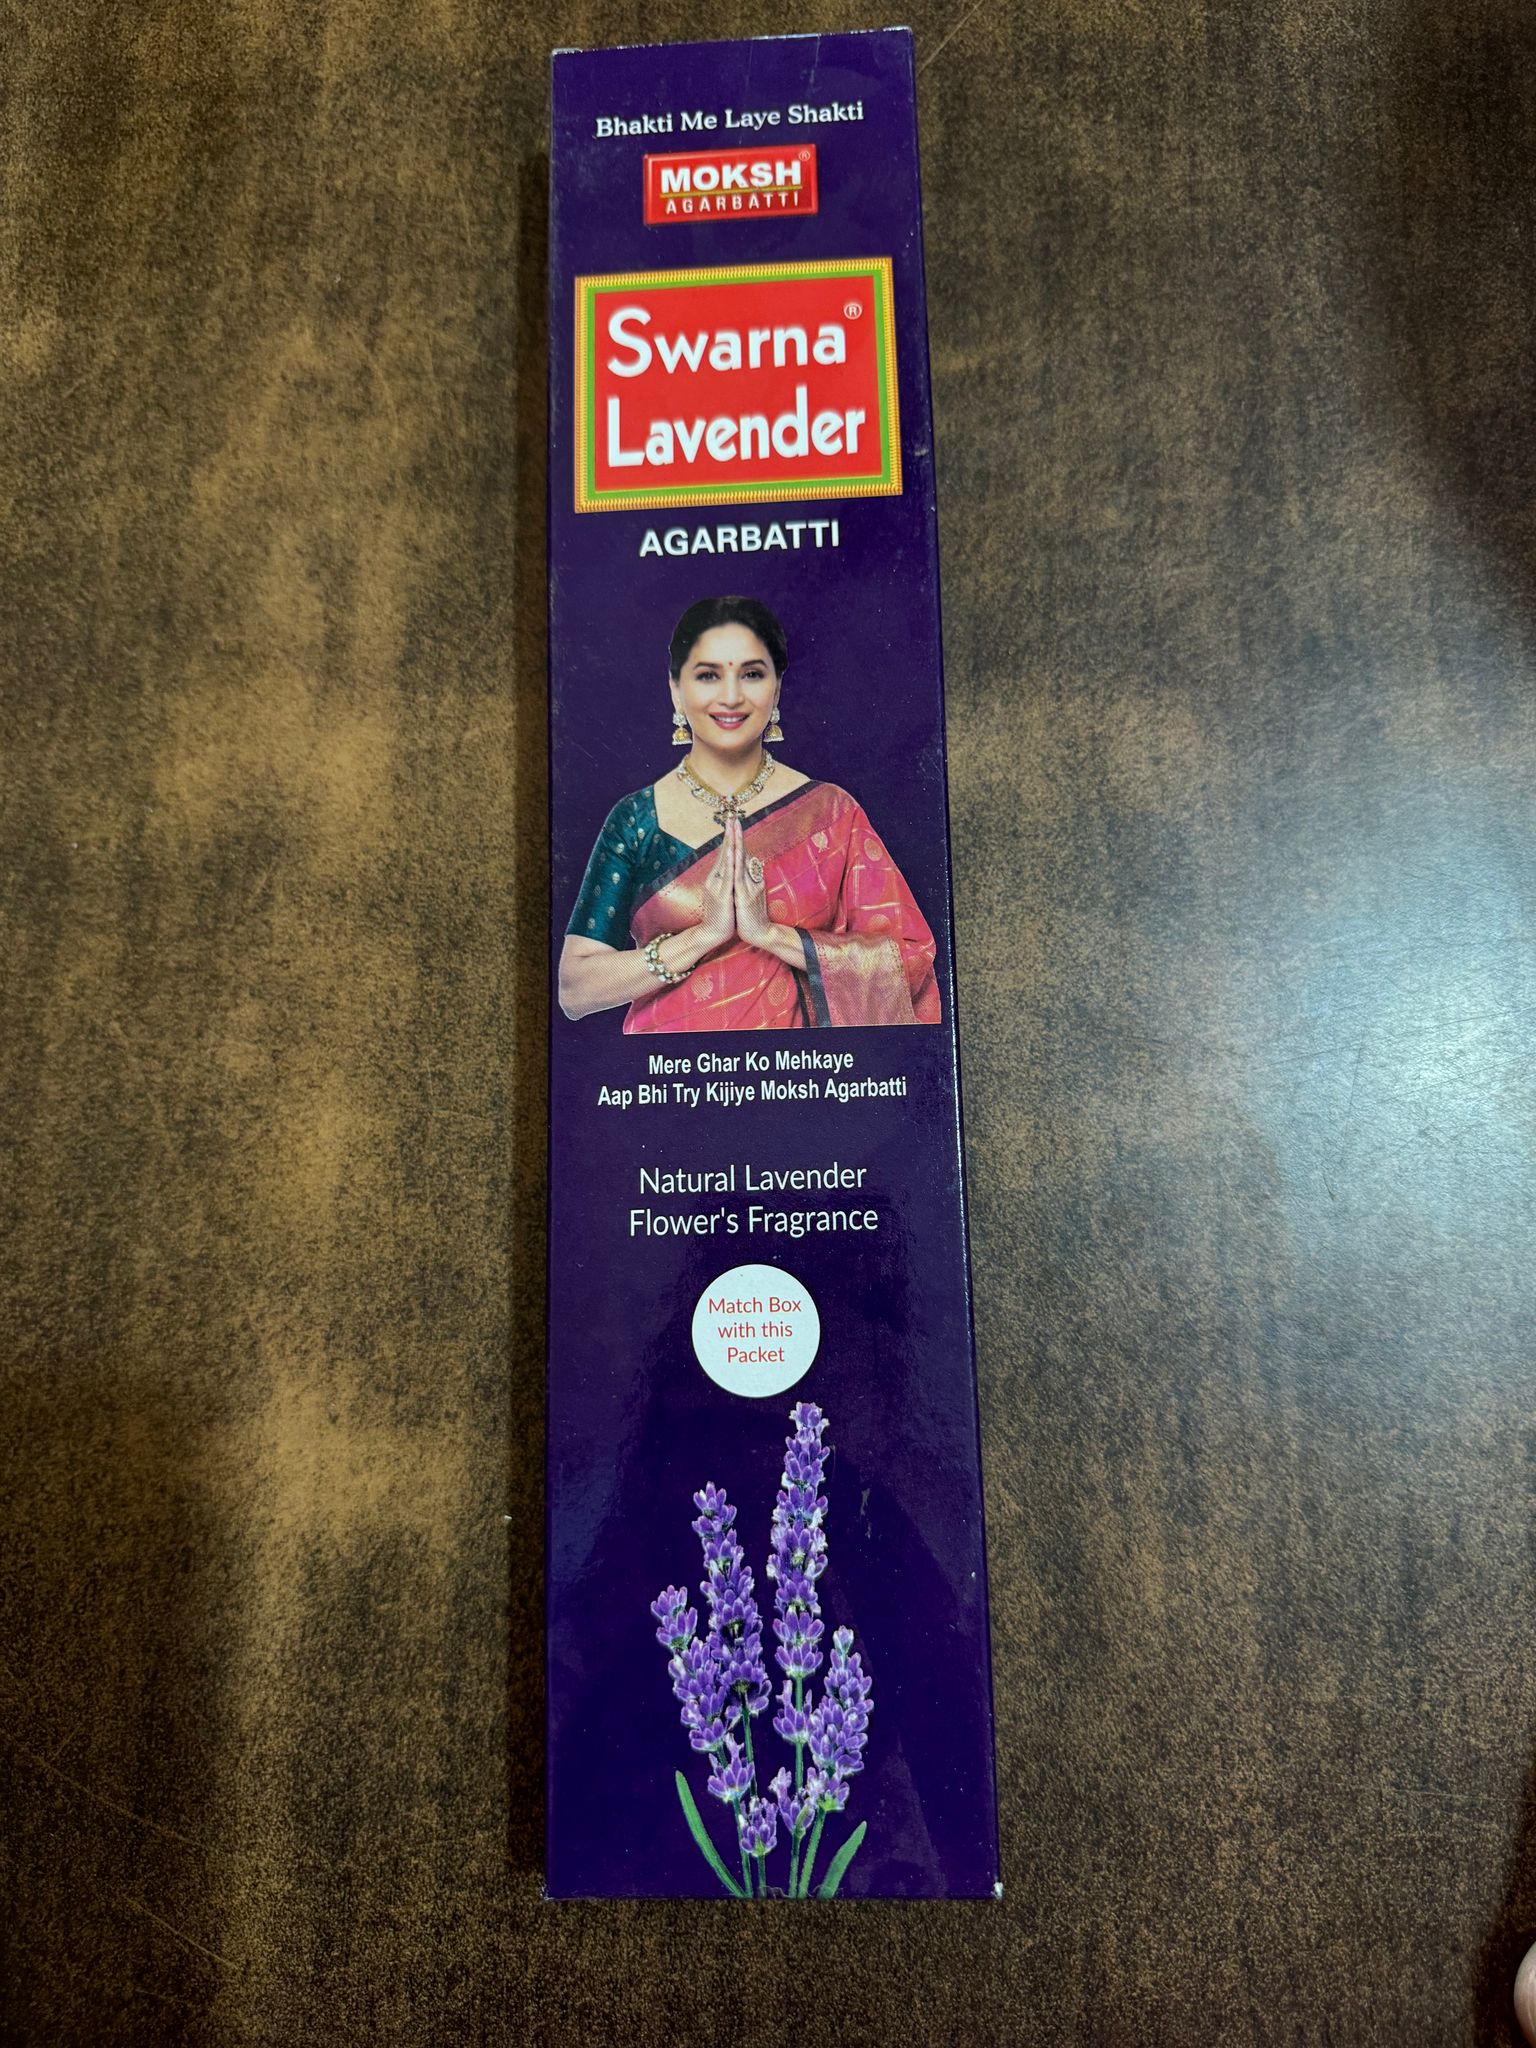 Bhakti Me Laye Shakti
MOKSH®
AGARBATTI
Swarna®
Lavender
AGARBATTI
Mere Ghar Ko Mehkaye
Aap Bhi Try Kijiye Moksh Agarbatti
Natural Lavender
Flower's Fragrance
Match Box
with this
Packet